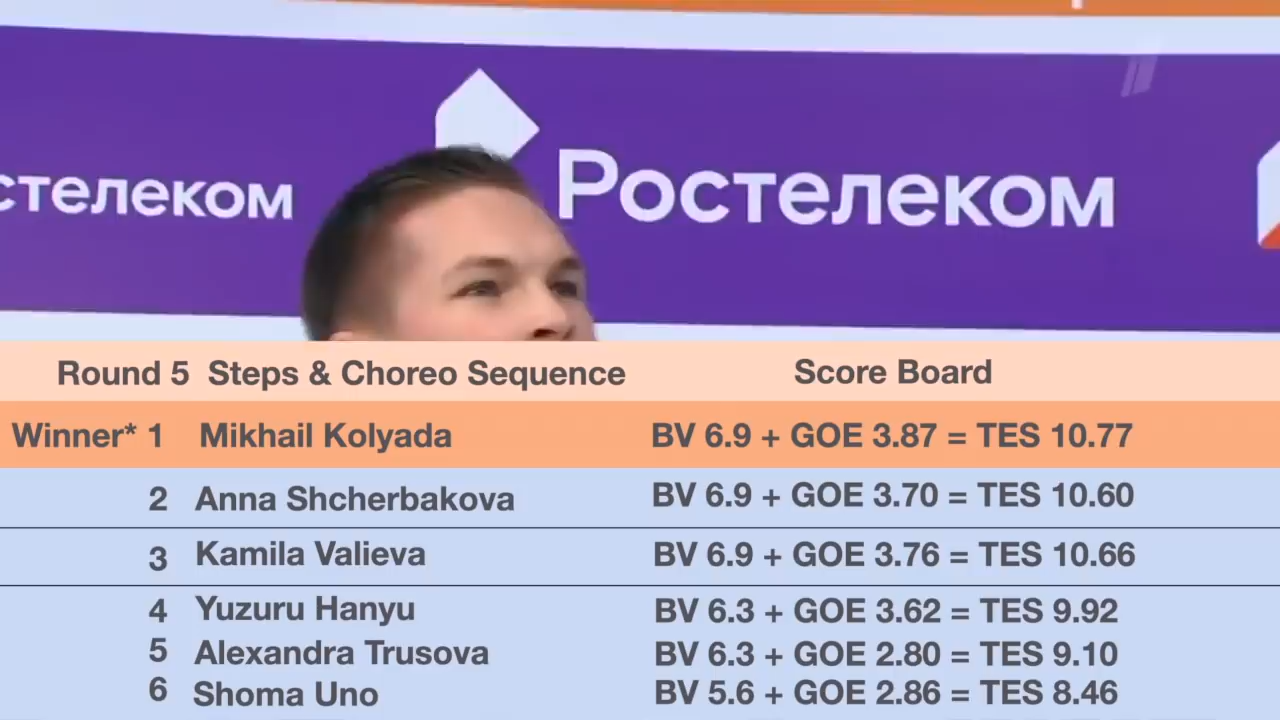 стелеком
Ростелеком
Round 5 Steps & Choreo Sequence Score Board
Winner* 1 Mikhail Kolyada BV 6.9 + GOE 3.87 = TES 10.77
2 Anna Shcherbakova BV 6.9 + GOE 3.70 = TES 10.60
3 Kamila Valieva BV 6.9 + GOE 3.76 = TES 10.66
4 Yuzuru Hanyu BV 6.3 + GOE 3.62 = TES 9.92
5 Alexandra Trusova BV 6.3 + GOE 2.80 = TES 9.10
6 Shoma Uno BV 5.6 + GOE 2.86 = TES 8.46